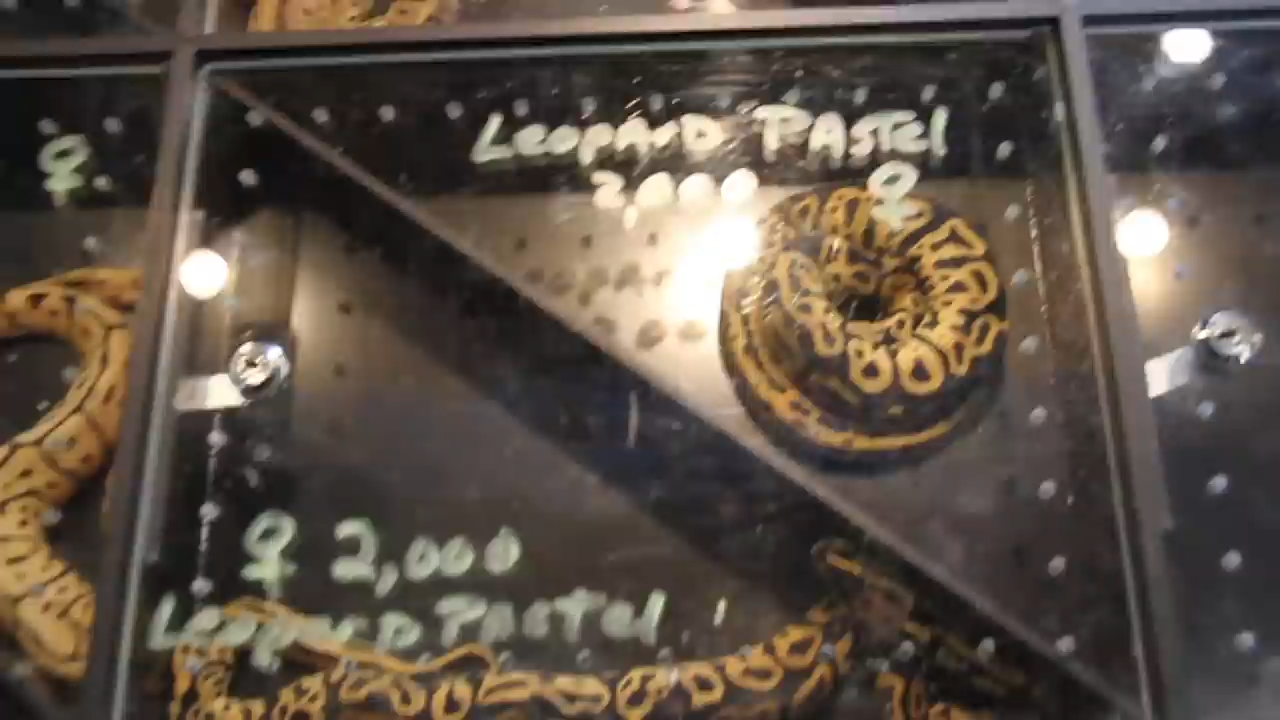 ♀
Leopard Pastel
2,000 ♀
♀ 2,000
Leopard Pastel